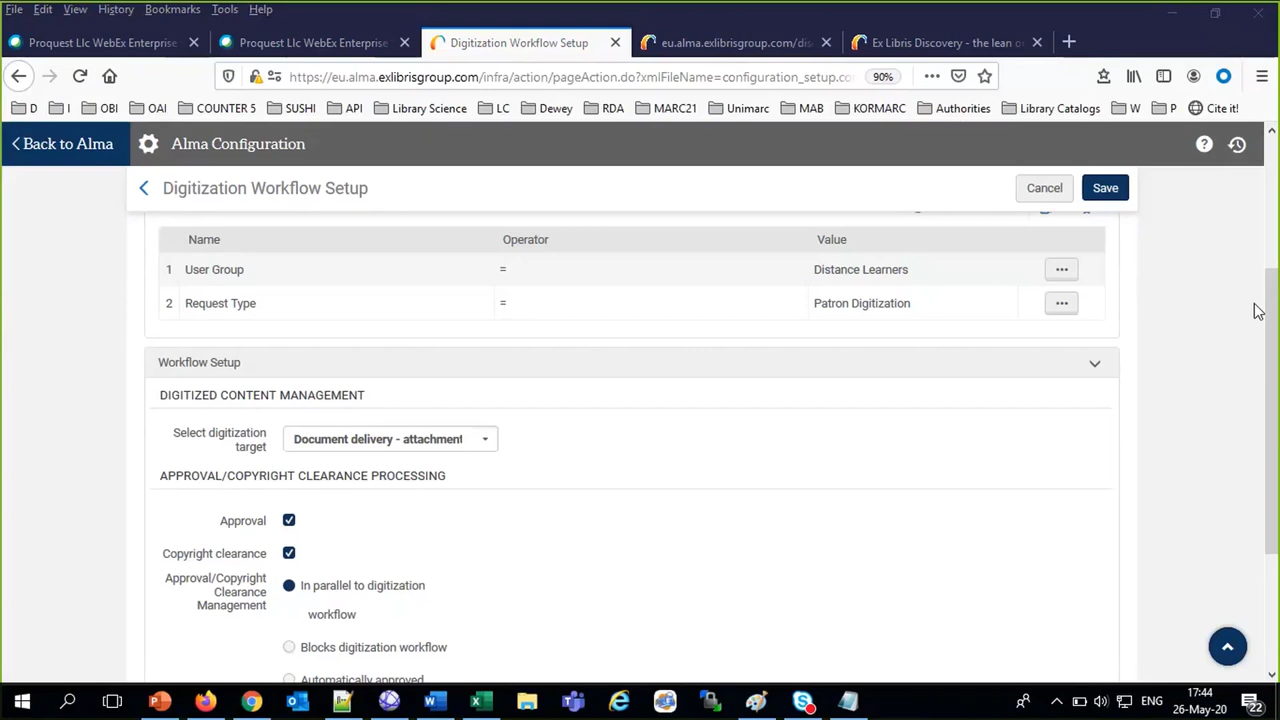 File Edit View History Bookmarks Tools Help
Proquest Llc WebEx Enterprise Proquest Llc WebEx Enterprise Digitization Workflow Setup eu.alma.exlibrisgroup.com/dis Ex Libris Discovery - the lean o
https://eu.alma.exlibrisgroup.com/infra/action/pageAction.do?xmlFileName=configuration_setup.co 90%
D I OBI OAI COUNTER 5 SUSHI API Library Science LC Dewey RDA MARC21 Unimarc MAB KORMARC Authorities Library Catalogs W P Cite it!
Back to Alma Alma Configuration
Digitization Workflow Setup Cancel Save
Name Operator Value
1 User Group = Distance Learners
2 Request Type = Patron Digitization
Workflow Setup
DIGITIZED CONTENT MANAGEMENT
Select digitization
target
Document delivery - attachment
APPROVAL/COPYRIGHT CLEARANCE PROCESSING
Approval
Copyright clearance
Approval/Copyright
Clearance
Management
In parallel to digitization
workflow
Blocks digitization workflow
Automatically approved
ENG
17:44
26-May-20
22